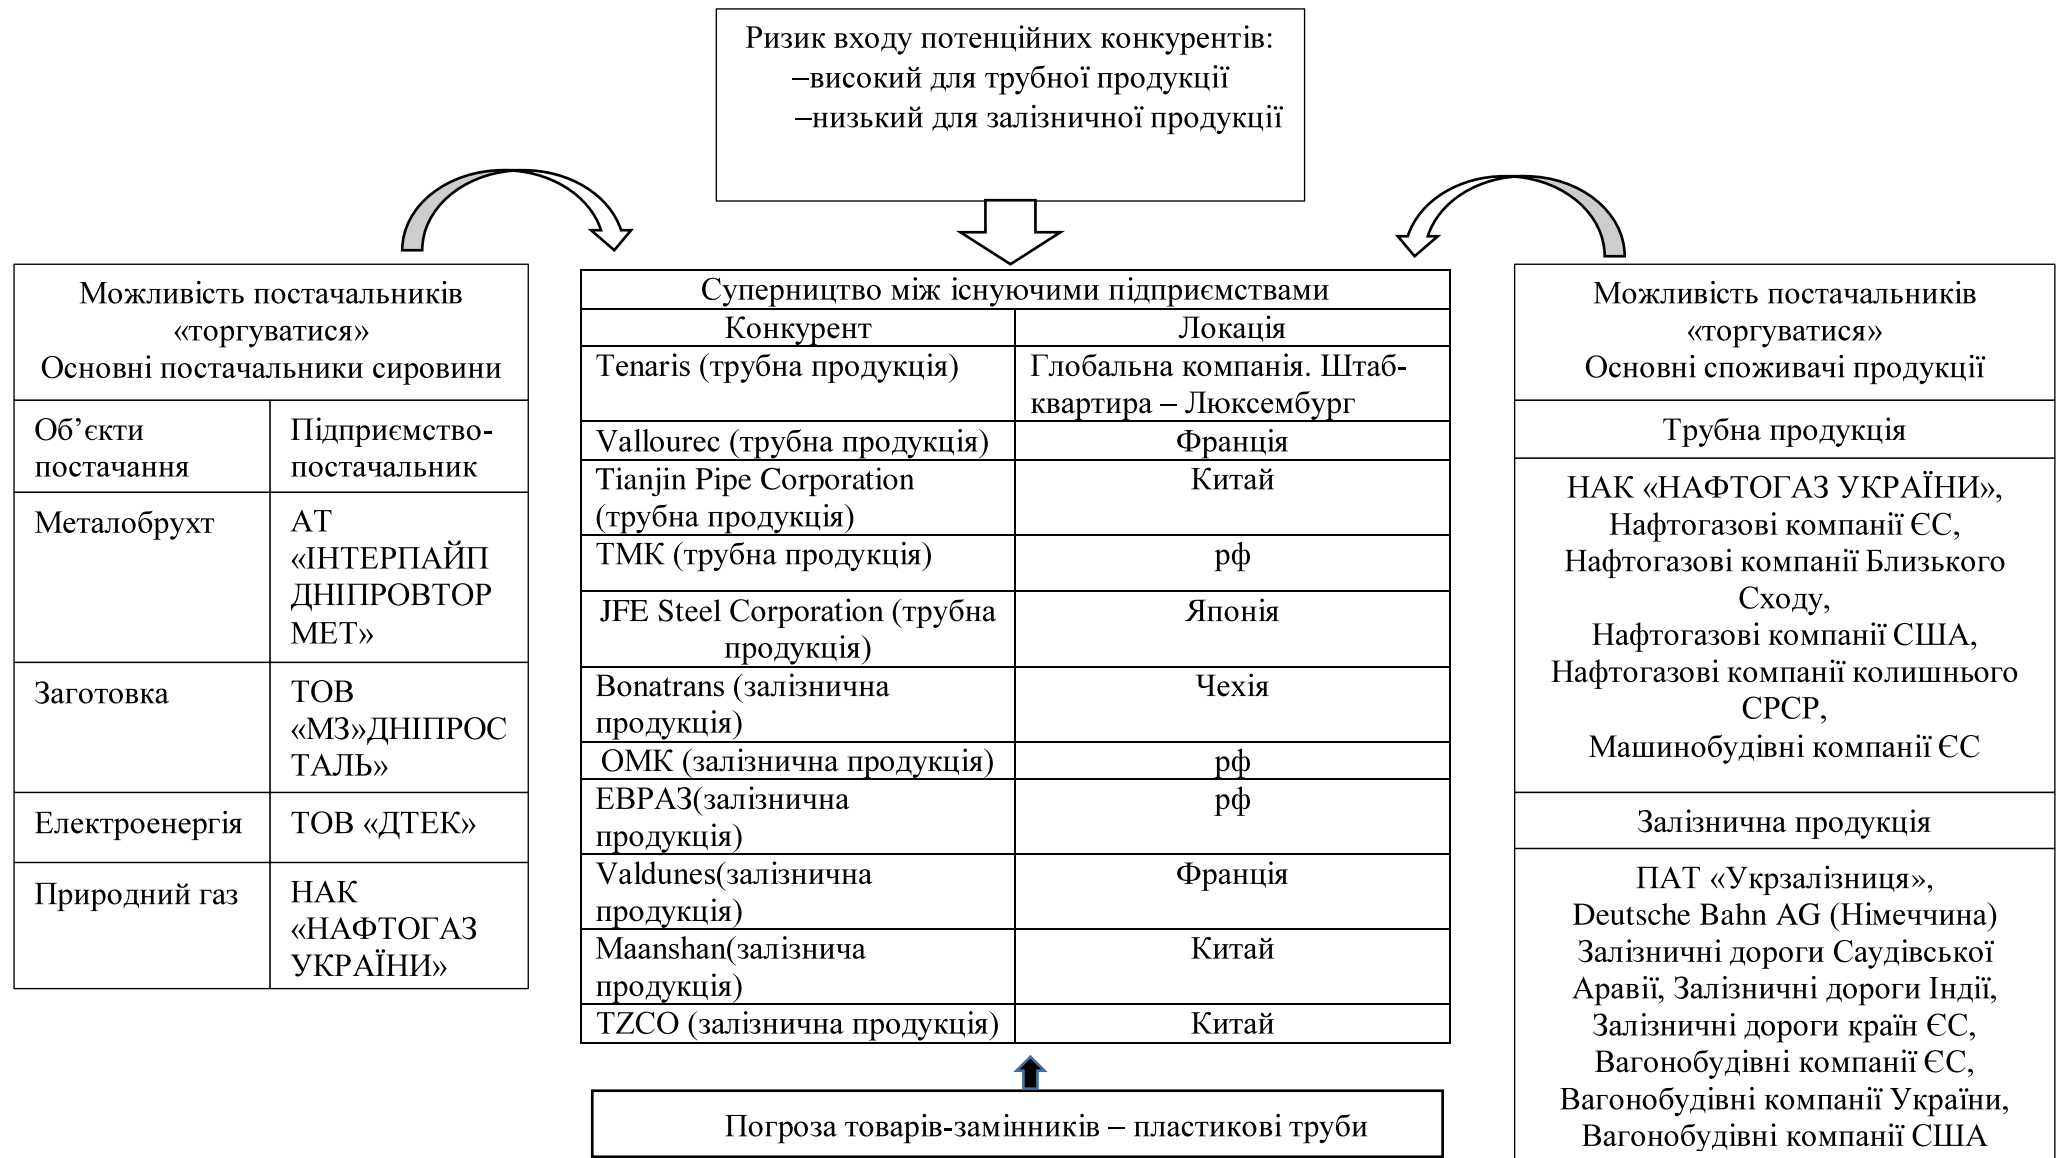 Ризик входу потенційних конкурентів:
–високий для трубної продукції
–низький для залізничної продукції
Можливість постачальників
«торгуватися»
Основні постачальники сировини
Об’єкти
постачання
Підприємство-
постачальник
Металобрухт
АТ
«ІНТЕРПАЙП
ДНІПРОВТОР
МЕТ»
Заготовка
ТОВ
«МЗ»ДНІПРОС
ТАЛЬ»
Електроенергія
ТОВ «ДТЕК»
Природний газ
НАК
«НАФТОГАЗ
УКРАЇНИ»
Суперництво між існуючими підприємствами
Конкурент
Локація
Tenaris (трубна продукція)
Глобальна компанія. Штаб-
квартира – Люксембург
Vallourec (трубна продукція)
Франція
Tianjin Pipe Corporation
(трубна продукція)
Китай
ТМК (трубна продукція)
рф
JFE Steel Corporation (трубна
продукція)
Японія
Bonatrans (залізнична
продукція)
Чехія
ОМК (залізнична продукція)
рф
ЕВРАЗ(залізнична
продукція)
рф
Valdunes(залізнична
продукція)
Франція
Maanshan(залізнича
продукція)
Китай
TZCO (залізнична продукція)
Китай
Погроза товарів-замінників – пластикові труби
Можливість постачальників
«торгуватися»
Основні споживачі продукції
Трубна продукція
НАК «НАФТОГАЗ УКРАЇНИ»,
Нафтогазові компанії ЄС,
Нафтогазові компанії Близького
Сходу,
Нафтогазові компанії США,
Нафтогазові компанії колишнього
СРСР,
Машинобудівні компанії ЄС
Залізнична продукція
ПАТ «Укрзалізниця»,
Deutsche Bahn AG (Німеччина)
Залізничні дороги Саудівської
Аравії, Залізничні дороги Індії,
Залізничні дороги країн ЄС,
Вагонобудівні компанії ЄС,
Вагонобудівні компанії України,
Вагонобудівні компанії США